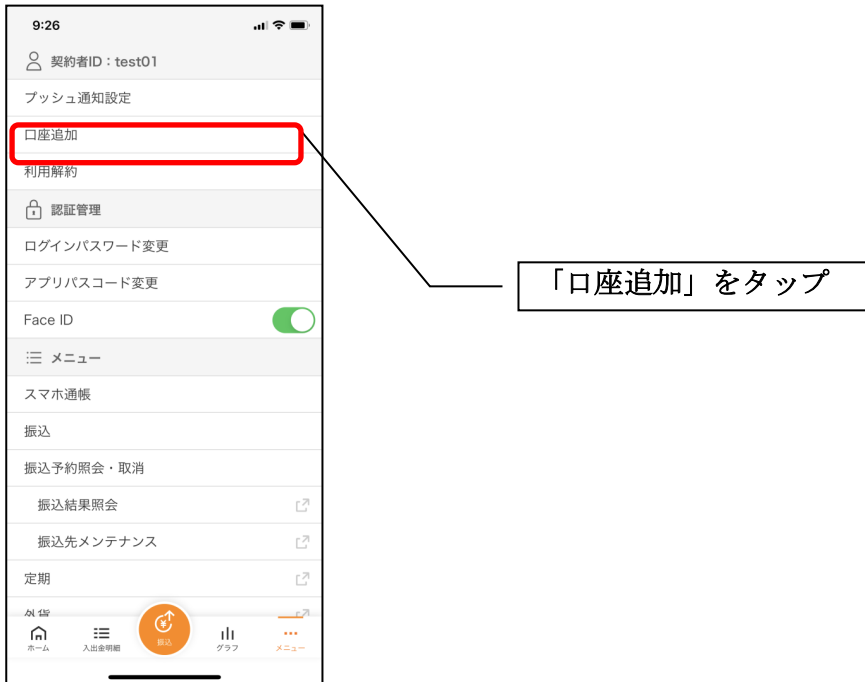 9:26
契約者ID：test01
プッシュ通知設定
口座追加
利用解約
認証管理
ログインパスワード変更
アプリパスコード変更
Face ID
メニュー
スマホ通帳
振込
振込予約照会・取消
振込結果照会
振込先メンテナンス
定期
外貨
ホーム
入出金明細
振込
グラフ
メニュー
「口座追加」をタップ